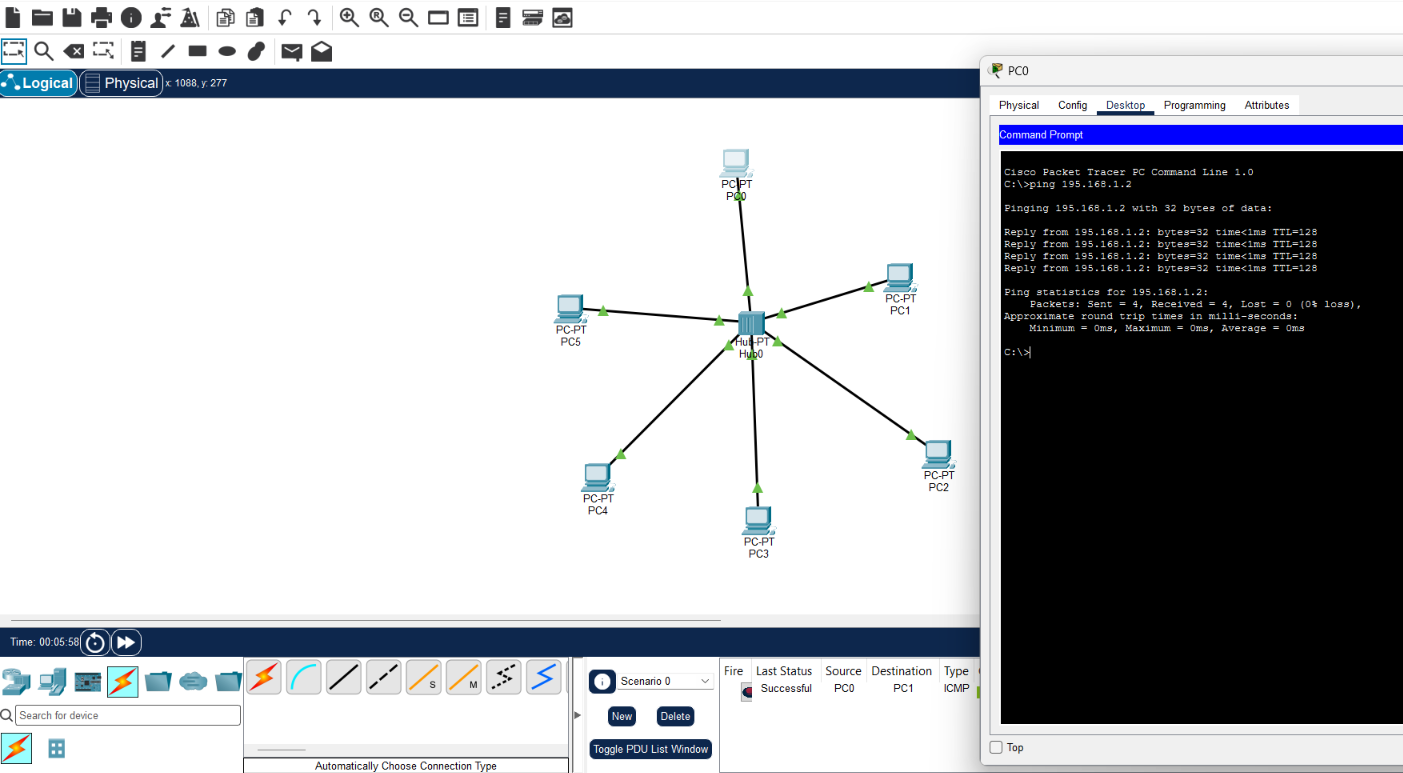 Logical
Physical
x: 1088, y: 277
PC-PT
PC0
PC-PT
PC1
PC-PT
PC5
Hub-PT
Hub0
PC-PT
PC2
PC-PT
PC4
PC-PT
PC3
PC0
Physical Config Desktop Programming Attributes
Command Prompt
Cisco Packet Tracer PC Command Line 1.0
C:\>ping 195.168.1.2
Pinging 195.168.1.2 with 32 bytes of data:
Reply from 195.168.1.2: bytes=32 time<1ms TTL=128
Reply from 195.168.1.2: bytes=32 time<1ms TTL=128
Reply from 195.168.1.2: bytes=32 time<1ms TTL=128
Reply from 195.168.1.2: bytes=32 time<1ms TTL=128
Ping statistics for 195.168.1.2:
Packets: Sent = 4, Received = 4, Lost = 0 (0% loss),
Approximate round trip times in milli-seconds:
Minimum = 0ms, Maximum = 0ms, Average = 0ms
C:\>
Top
Time: 00:05:58
Search for device
S
M
Automatically Choose Connection Type
Scenario 0
New
Delete
Toggle PDU List Window
Fire Last Status Source Destination Type
Successful PC0 PC1 ICMP